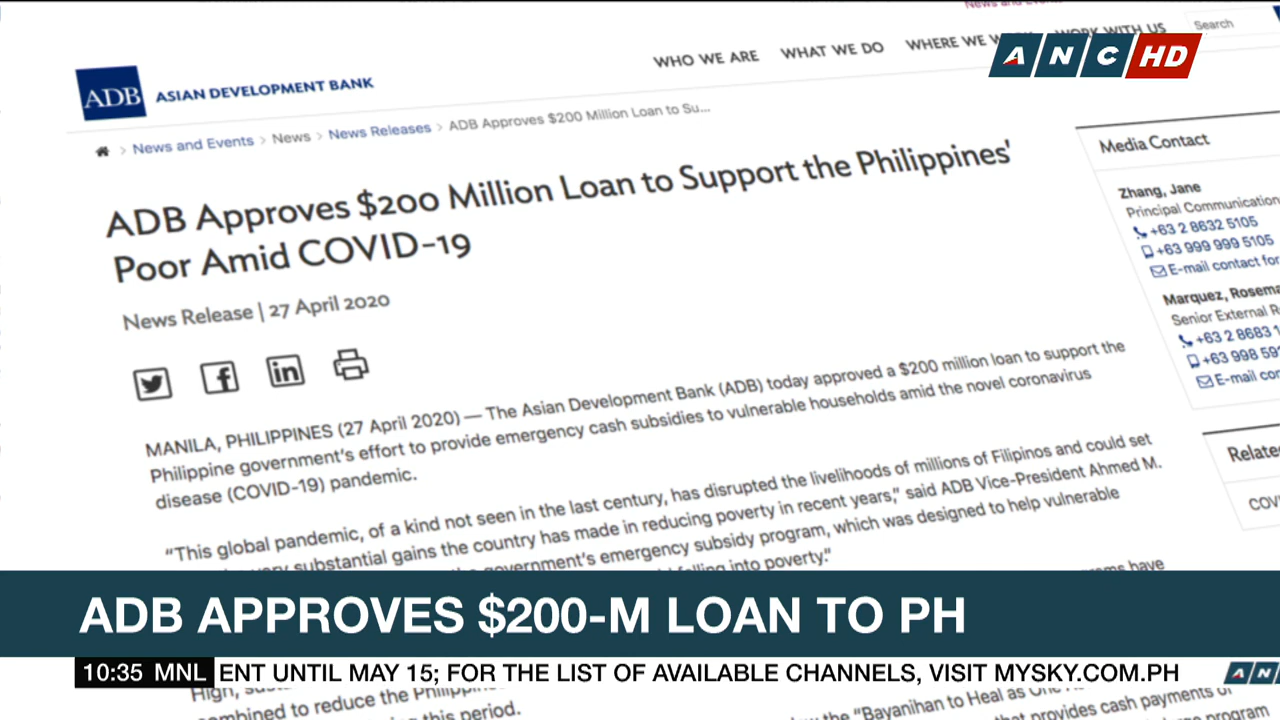 News and Events
WHO WE ARE WHAT WE DO WHERE WE WORK WITH US Search
ANC HD
ADB ASIAN DEVELOPMENT BANK
News and Events > News > News Releases > ADB Approves $200 Million Loan to Su...
ADB Approves $200 Million Loan to Support the Philippines'
Poor Amid COVID-19
News Release | 27 April 2020
MANILA, PHILIPPINES (27 April 2020) — The Asian Development Bank (ADB) today approved a $200 million loan to support the
Philippine government's effort to provide emergency cash subsidies to vulnerable households amid the novel coronavirus
disease (COVID-19) pandemic.
“This global pandemic, of a kind not seen in the last century, has disrupted the livelihoods of millions of Filipinos and could set
very substantial gains the country has made in reducing poverty in recent years,” said ADB Vice-President Ahmed M.
government's emergency subsidy program, which was designed to help vulnerable
falling into poverty.”
have
Media Contact
Zhang, Jane
Principal Communication
+63 2 8632 5105
+63 999 999 5105
E-mail contact for
Marquez, Rosema
Senior External R
+63 2 8683 1
+63 998 59
E-mail con
Relate
COV
ADB APPROVES $200-M LOAN TO PH
10:35 MNL ENT UNTIL MAY 15; FOR THE LIST OF AVAILABLE CHANNELS, VISIT MYSKY.COM.PH AN
High,
combined to reduce the Philippin
this period.
the “Bayanihan to Heal as One
that provides cash payments of
program